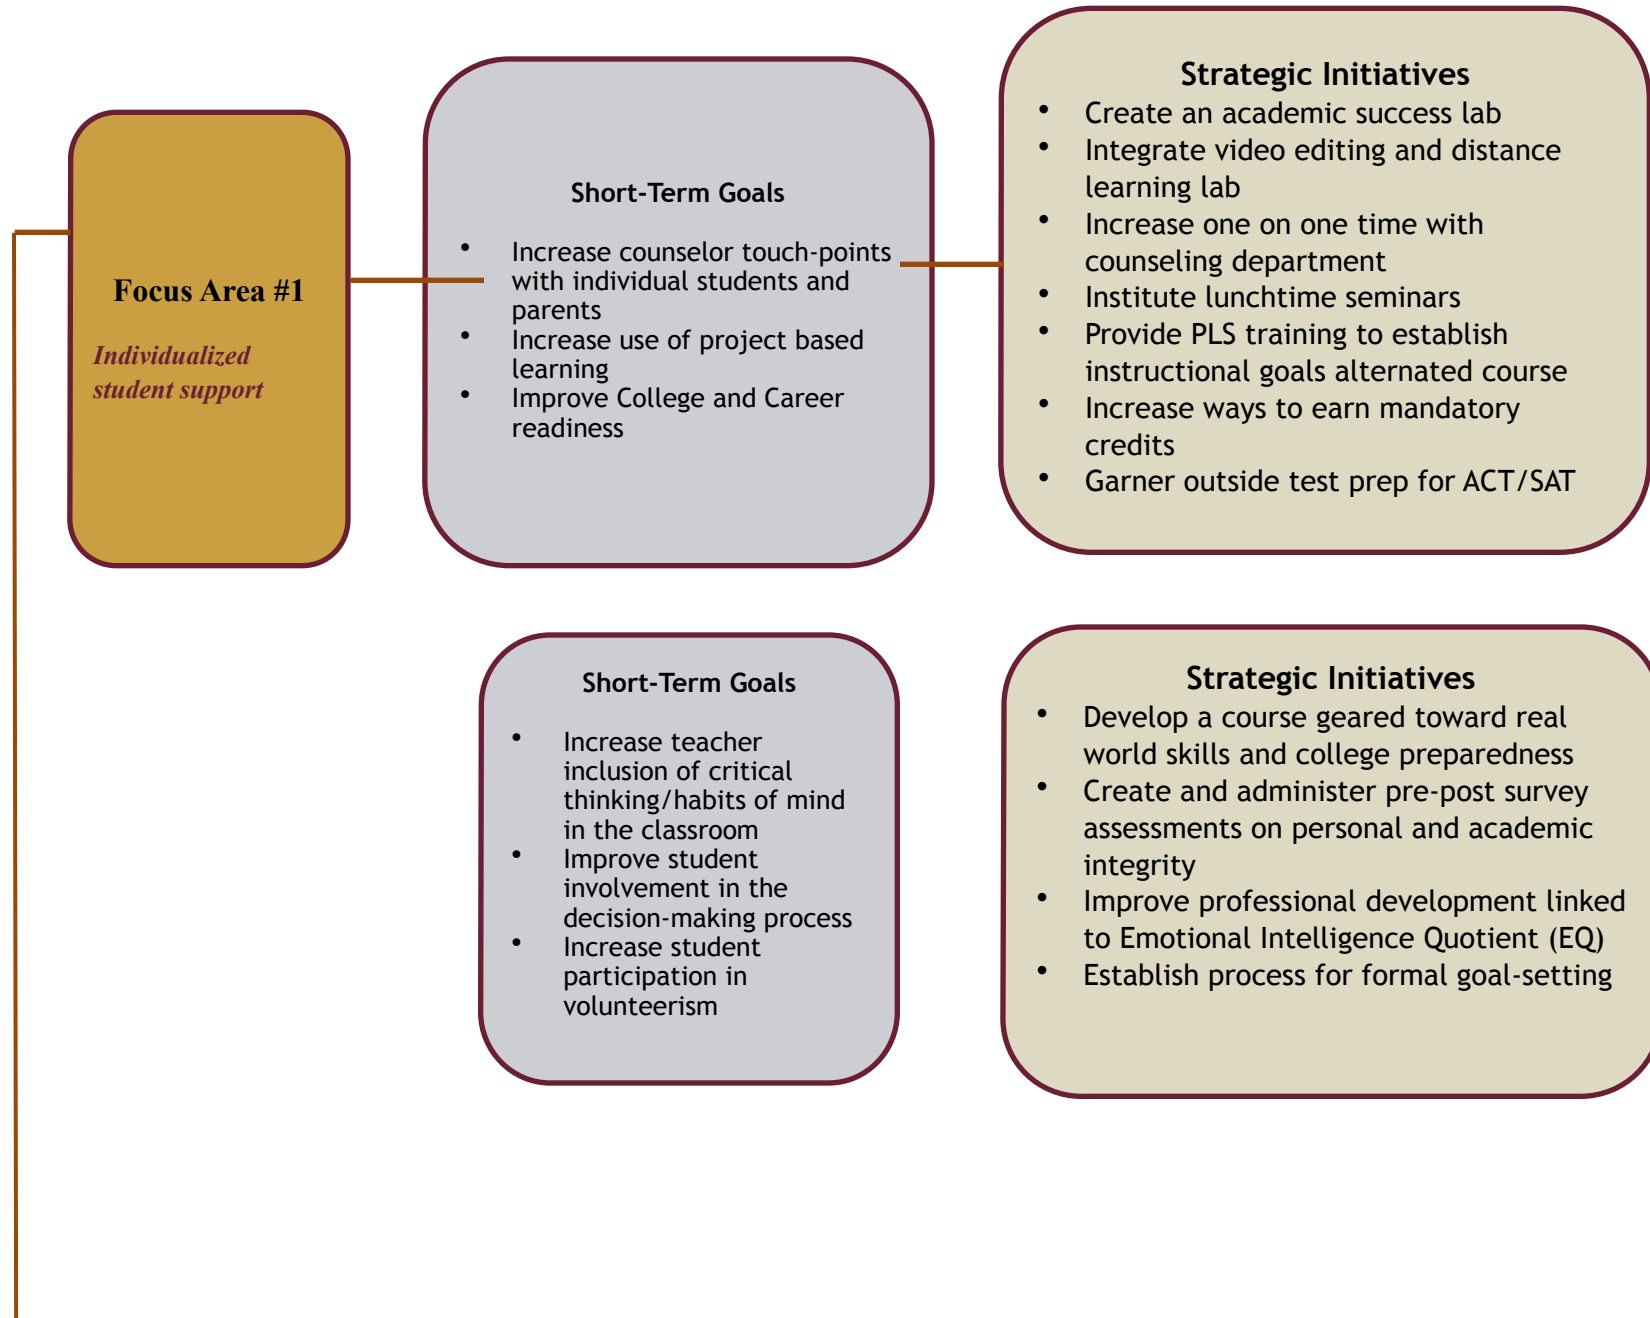 Focus Area #1
Individualized
student support
Short-Term Goals
• Increase counselor touch-points
with individual students and
parents
• Increase use of project based
learning
• Improve College and Career
readiness
Strategic Initiatives
• Create an academic success lab
• Integrate video editing and distance
learning lab
• Increase one on one time with
counseling department
• Institute lunchtime seminars
• Provide PLS training to establish
instructional goals alternated course
• Increase ways to earn mandatory
credits
• Garner outside test prep for ACT/SAT
Short-Term Goals
• Increase teacher
inclusion of critical
thinking/habits of mind
in the classroom
• Improve student
involvement in the
decision-making process
• Increase student
participation in
volunteerism
Strategic Initiatives
• Develop a course geared toward real
world skills and college preparedness
• Create and administer pre-post survey
assessments on personal and academic
integrity
• Improve professional development linked
to Emotional Intelligence Quotient (EQ)
• Establish process for formal goal-setting